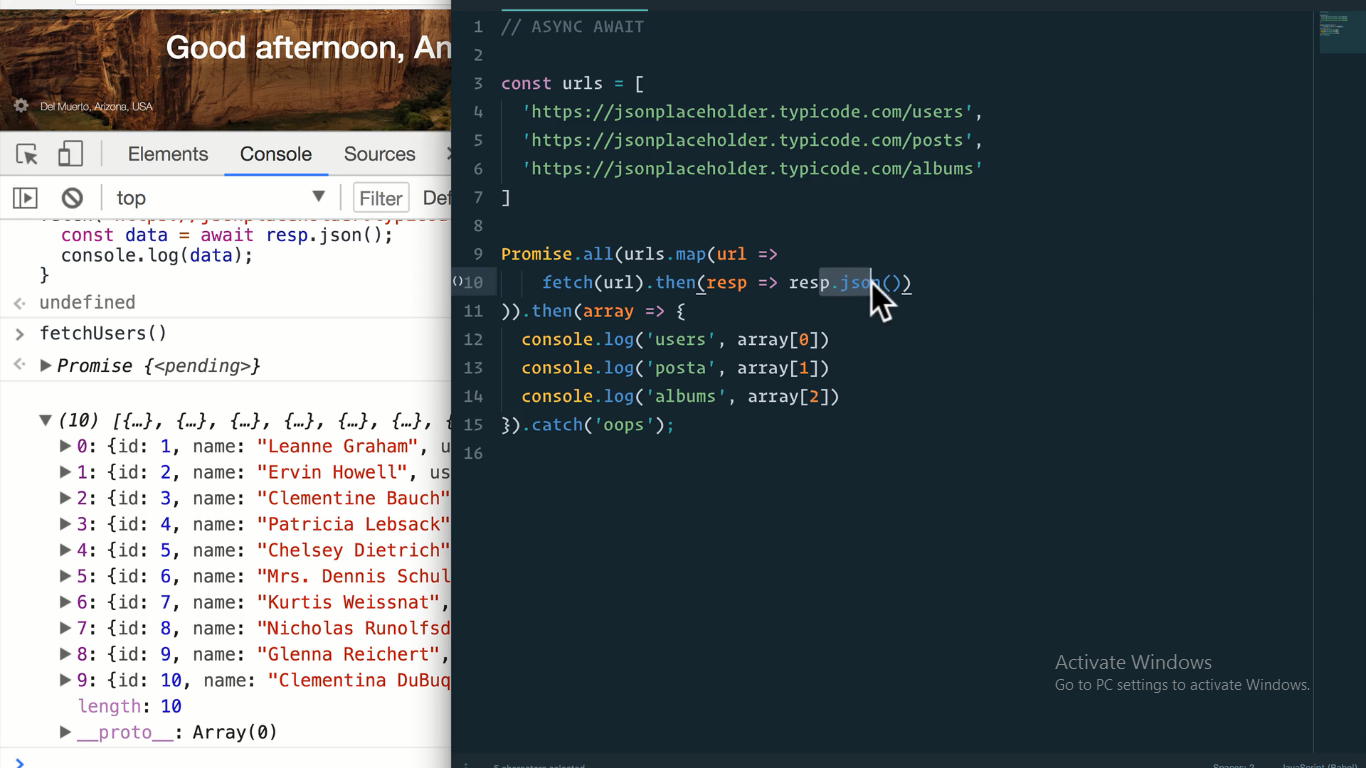 Good afternoon, An
Del Muerto, Arizona, USA
Elements Console Sources
top Filter Def
const data = await resp.json();
console.log(data);
}
undefined
fetchUsers()
Promise {<pending>}
(10) [{…}, {…}, {…}, {…}, {…}, {…}, {
0: {id: 1, name: "Leanne Graham", u
1: {id: 2, name: "Ervin Howell", us
2: {id: 3, name: "Clementine Bauch"
3: {id: 4, name: "Patricia Lebsack"
4: {id: 5, name: "Chelsey Dietrich"
5: {id: 6, name: "Mrs. Dennis Schul
6: {id: 7, name: "Kurtis Weissnat",
7: {id: 8, name: "Nicholas Runolfsd
8: {id: 9, name: "Glenna Reichert",
9: {id: 10, name: "Clementina DuBuq
length: 10
__proto__: Array(0)
1 // ASYNC AWAIT
2
3 const urls = [
4 'https://jsonplaceholder.typicode.com/users',
5 'https://jsonplaceholder.typicode.com/posts',
6 'https://jsonplaceholder.typicode.com/albums'
7 ]
8
9 Promise.all(urls.map(url =>
10 fetch(url).then(resp => resp.json())
11 )).then(array => {
12 console.log('users', array[0])
13 console.log('posta', array[1])
14 console.log('albums', array[2])
15 }).catch('oops');
16
Activate Windows
Go to PC settings to activate Windows.
5 characters selected
Spaces: 2 JavaScript (Babel)